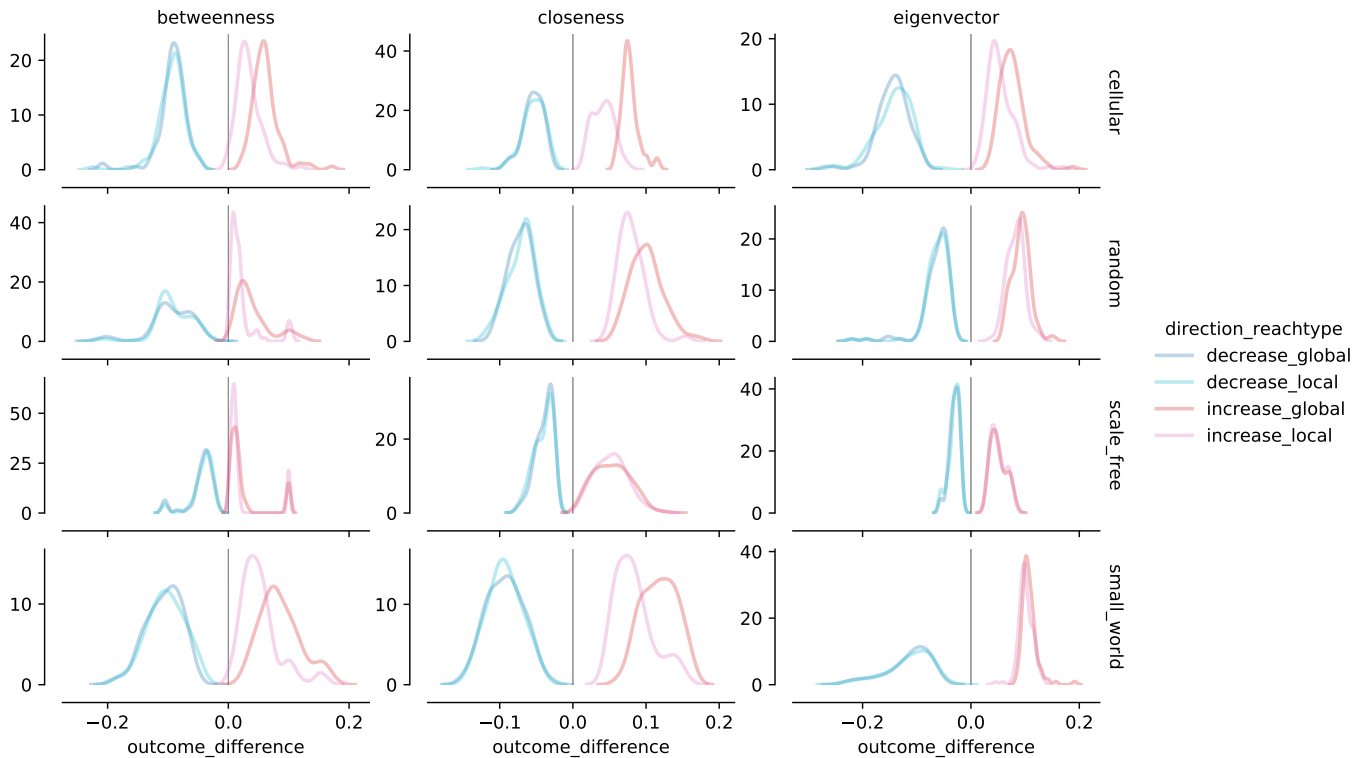 betweenness closeness eigenvector
20
10
0
40
20
0
20
10
0
cellular
40
20
0
20
10
0
20
10
0
random
50
25
0
20
0
40
20
0
scale_free
10
0
10
0
40
20
0
small_world
−0.2 0.0 0.2
−0.1 0.0 0.1 0.2
−0.2 0.0 0.2
outcome_difference outcome_difference outcome_difference
direction_reachtype
decrease_global
decrease_local
increase_global
increase_local